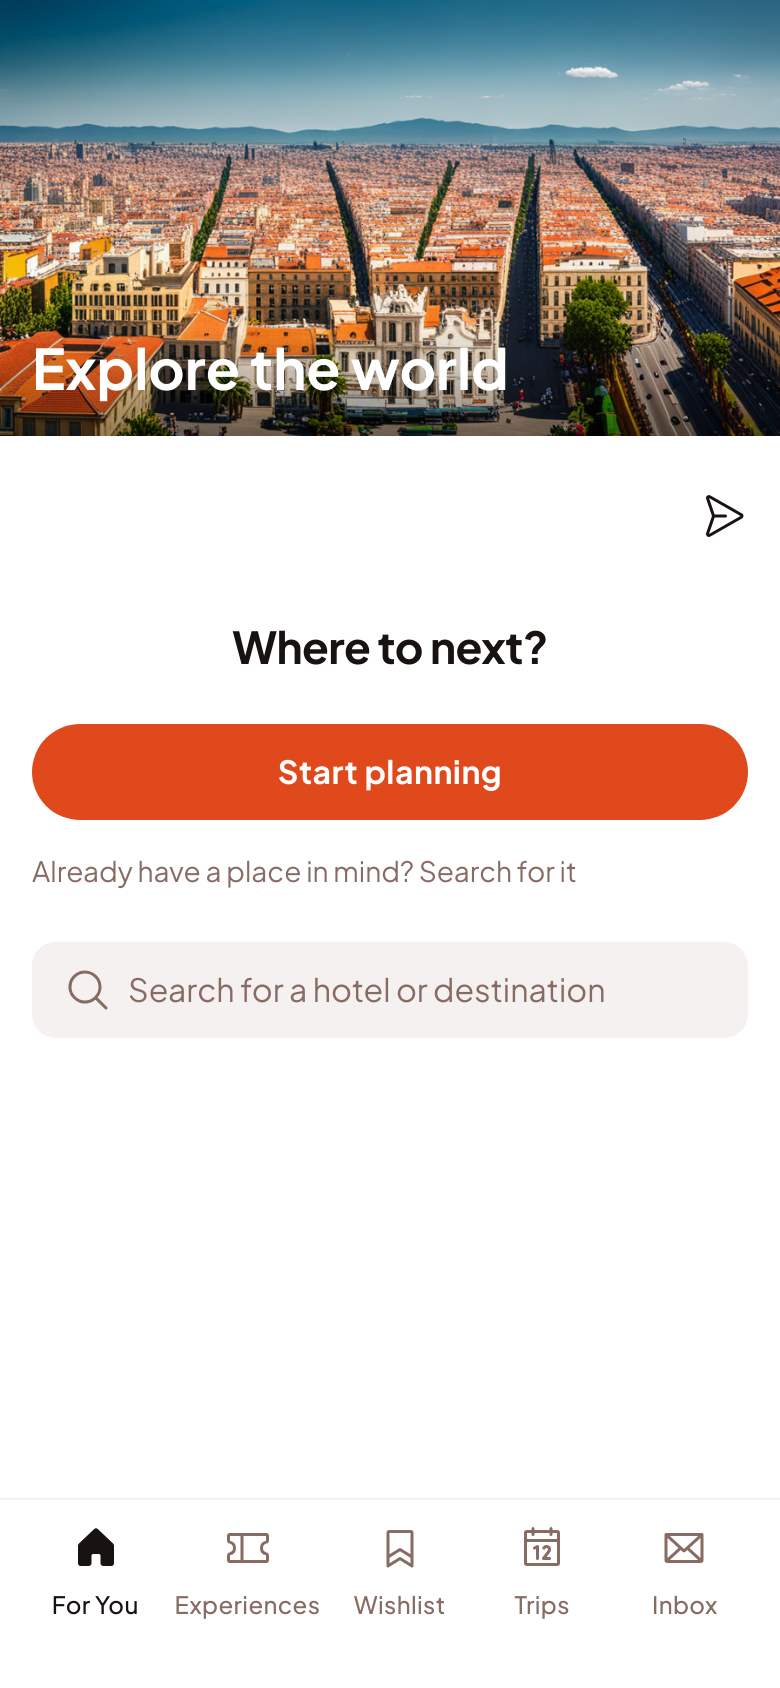 Explore the world
Where to next?
Start planning
Already have a place in mind? Search for it
Search for a hotel or destination
12
For You
Experiences
Wishlist
Trips
Inbox